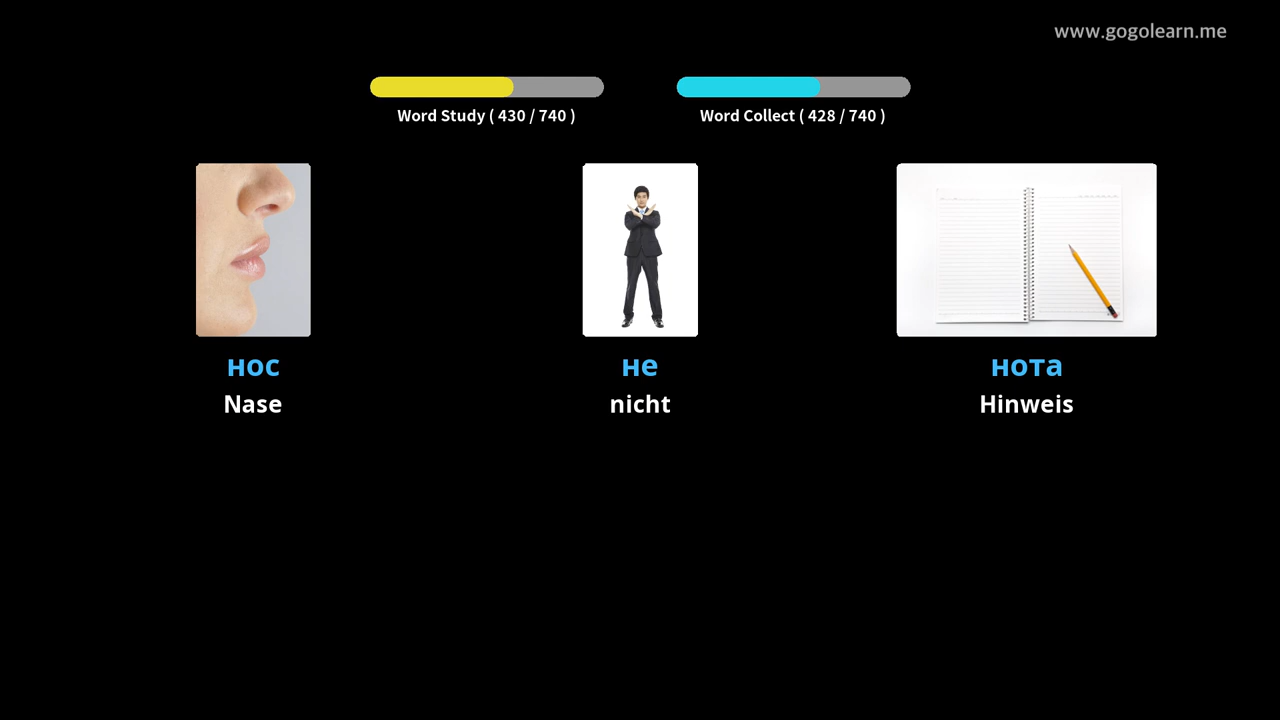 www.gogolearn.me
Word Study ( 430 / 740 )
Word Collect ( 428 / 740 )
нос
не
нота
Nase
nicht
Hinweis